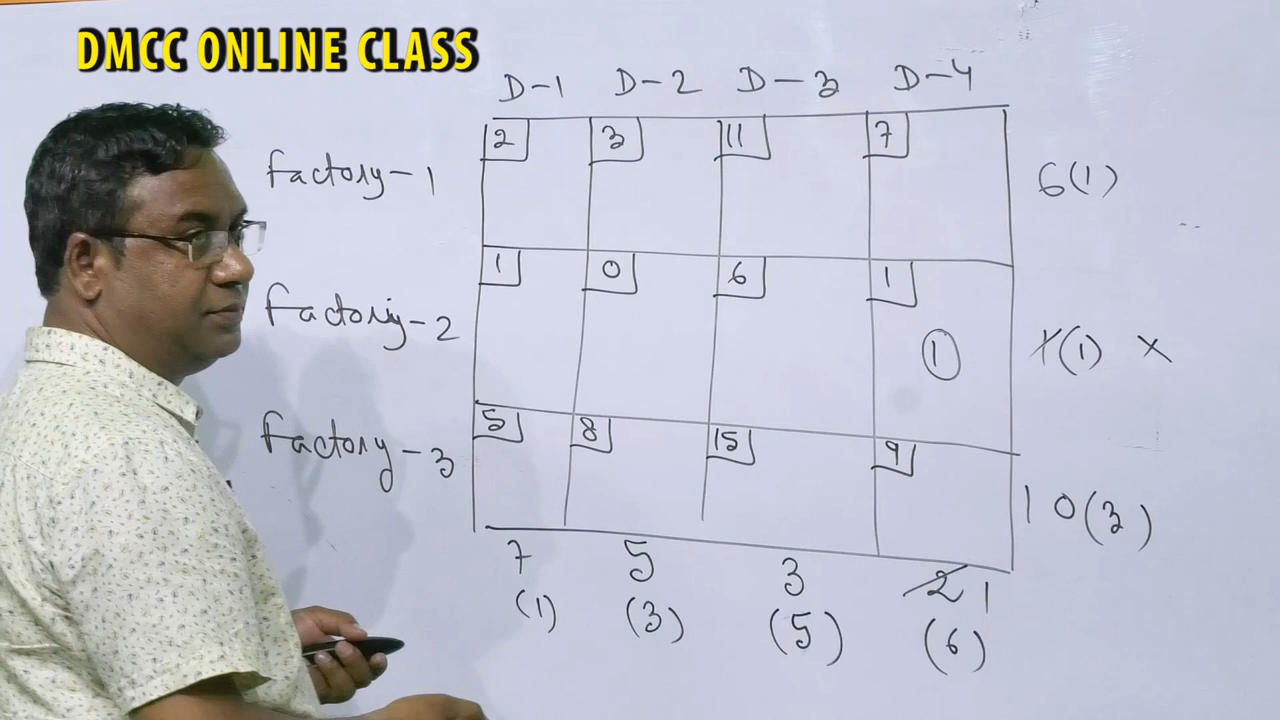 DMCC ONLINE CLASS
D-1 D-2 D-3 D-4
2 3 11 7
Factory-1 6(1)
1 0 6 1
Factory-2 1 1(1) ×
5 8 15 9
Factory-3 10(3)
7 5 3 2 1
(1) (3) (5) (6)